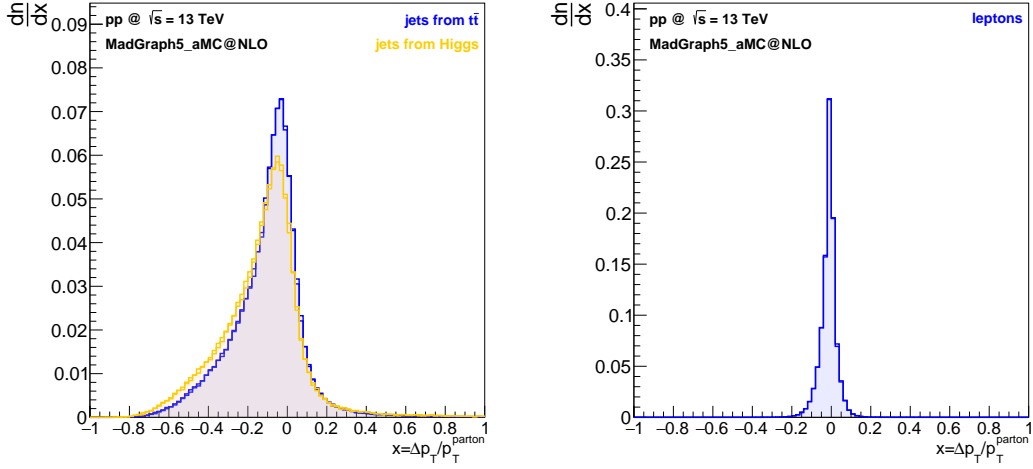 dn
dx
pp @ √s = 13 TeV
jets from tt̄
MadGraph5_aMC@NLO
jets from Higgs
0.09
0.08
0.07
0.06
0.05
0.04
0.03
0.02
0.01
0
−1 −0.8 −0.6 −0.4 −0.2 0 0.2 0.4 0.6 0.8 1
x=Δp_T/p_T^parton
dn
dx
pp @ √s = 13 TeV
leptons
MadGraph5_aMC@NLO
0.4
0.35
0.3
0.25
0.2
0.15
0.1
0.05
0
−1 −0.8 −0.6 −0.4 −0.2 0 0.2 0.4 0.6 0.8 1
x=Δp_T/p_T^parton